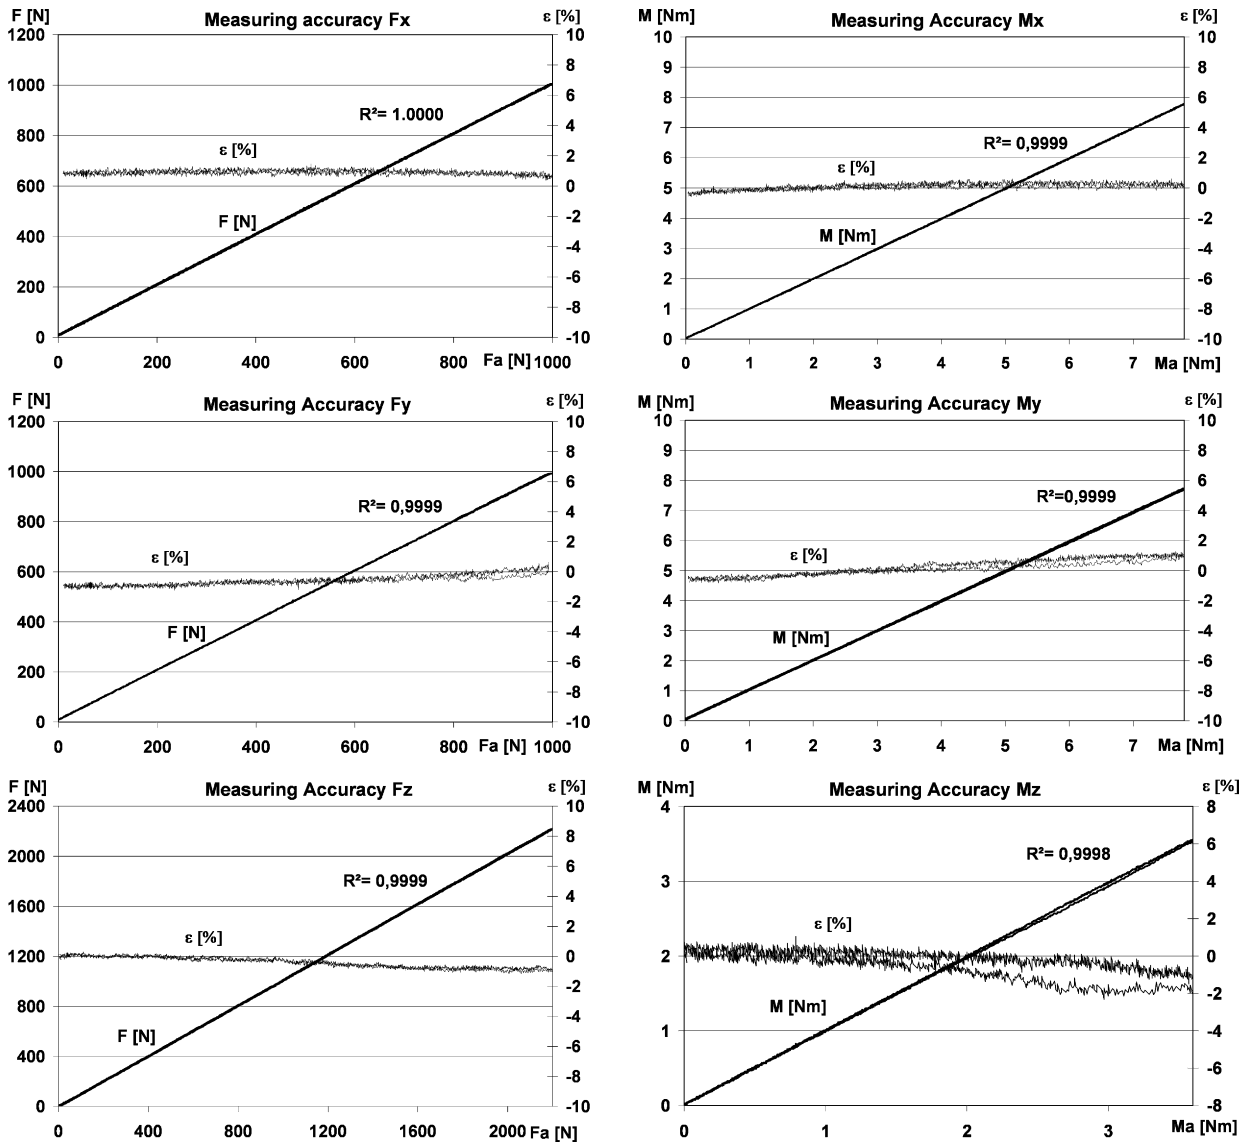 F [N] Measuring accuracy Fx ε [%]
1200 10
8
1000
6
R²= 1.0000
4
800
ε [%] 2
600 0
F [N] -2
400
-4
200 -6
-8
0 -10
0 200 400 600 800 Fa [N] 1000
M [Nm] Measuring Accuracy Mx ε [%]
10 10
9 8
8 6
7 4
R²= 0,9999
6 2
ε [%]
5 0
4 -2
M [Nm]
3 -4
2 -6
1 -8
0 -10
0 1 2 3 4 5 6 7 Ma [Nm]
F [N] Measuring Accuracy Fy ε [%]
1200 10
8
1000
6
R²= 0,9999
4
800
2
ε [%]
600 0
-2
400
F [N] -4
200 -6
-8
0 -10
0 200 400 600 800 Fa [N] 1000
M [Nm] Measuring Accuracy My ε [%]
10 10
9 8
8 6
R²=0,9999
7 4
6 2
ε [%]
5 0
4 -2
3 -4
M [Nm]
2 -6
1 -8
0 -10
0 1 2 3 4 5 6 7 Ma [Nm]
F [N] Measuring Accuracy Fz ε [%]
2400 10
8
2000
6
R²= 0,9999
1600 4
2
ε [%]
1200 0
-2
800
-4
F [N]
400 -6
-8
0 -10
0 400 800 1200 1600 2000 Fa [N]
M [Nm] Measuring Accuracy Mz ε [%]
4 8
6
R²= 0,9998
3 4
ε [%] 2
2 0
-2
M [Nm]
1 -4
-6
0 -8
0 1 2 3 Ma [Nm]